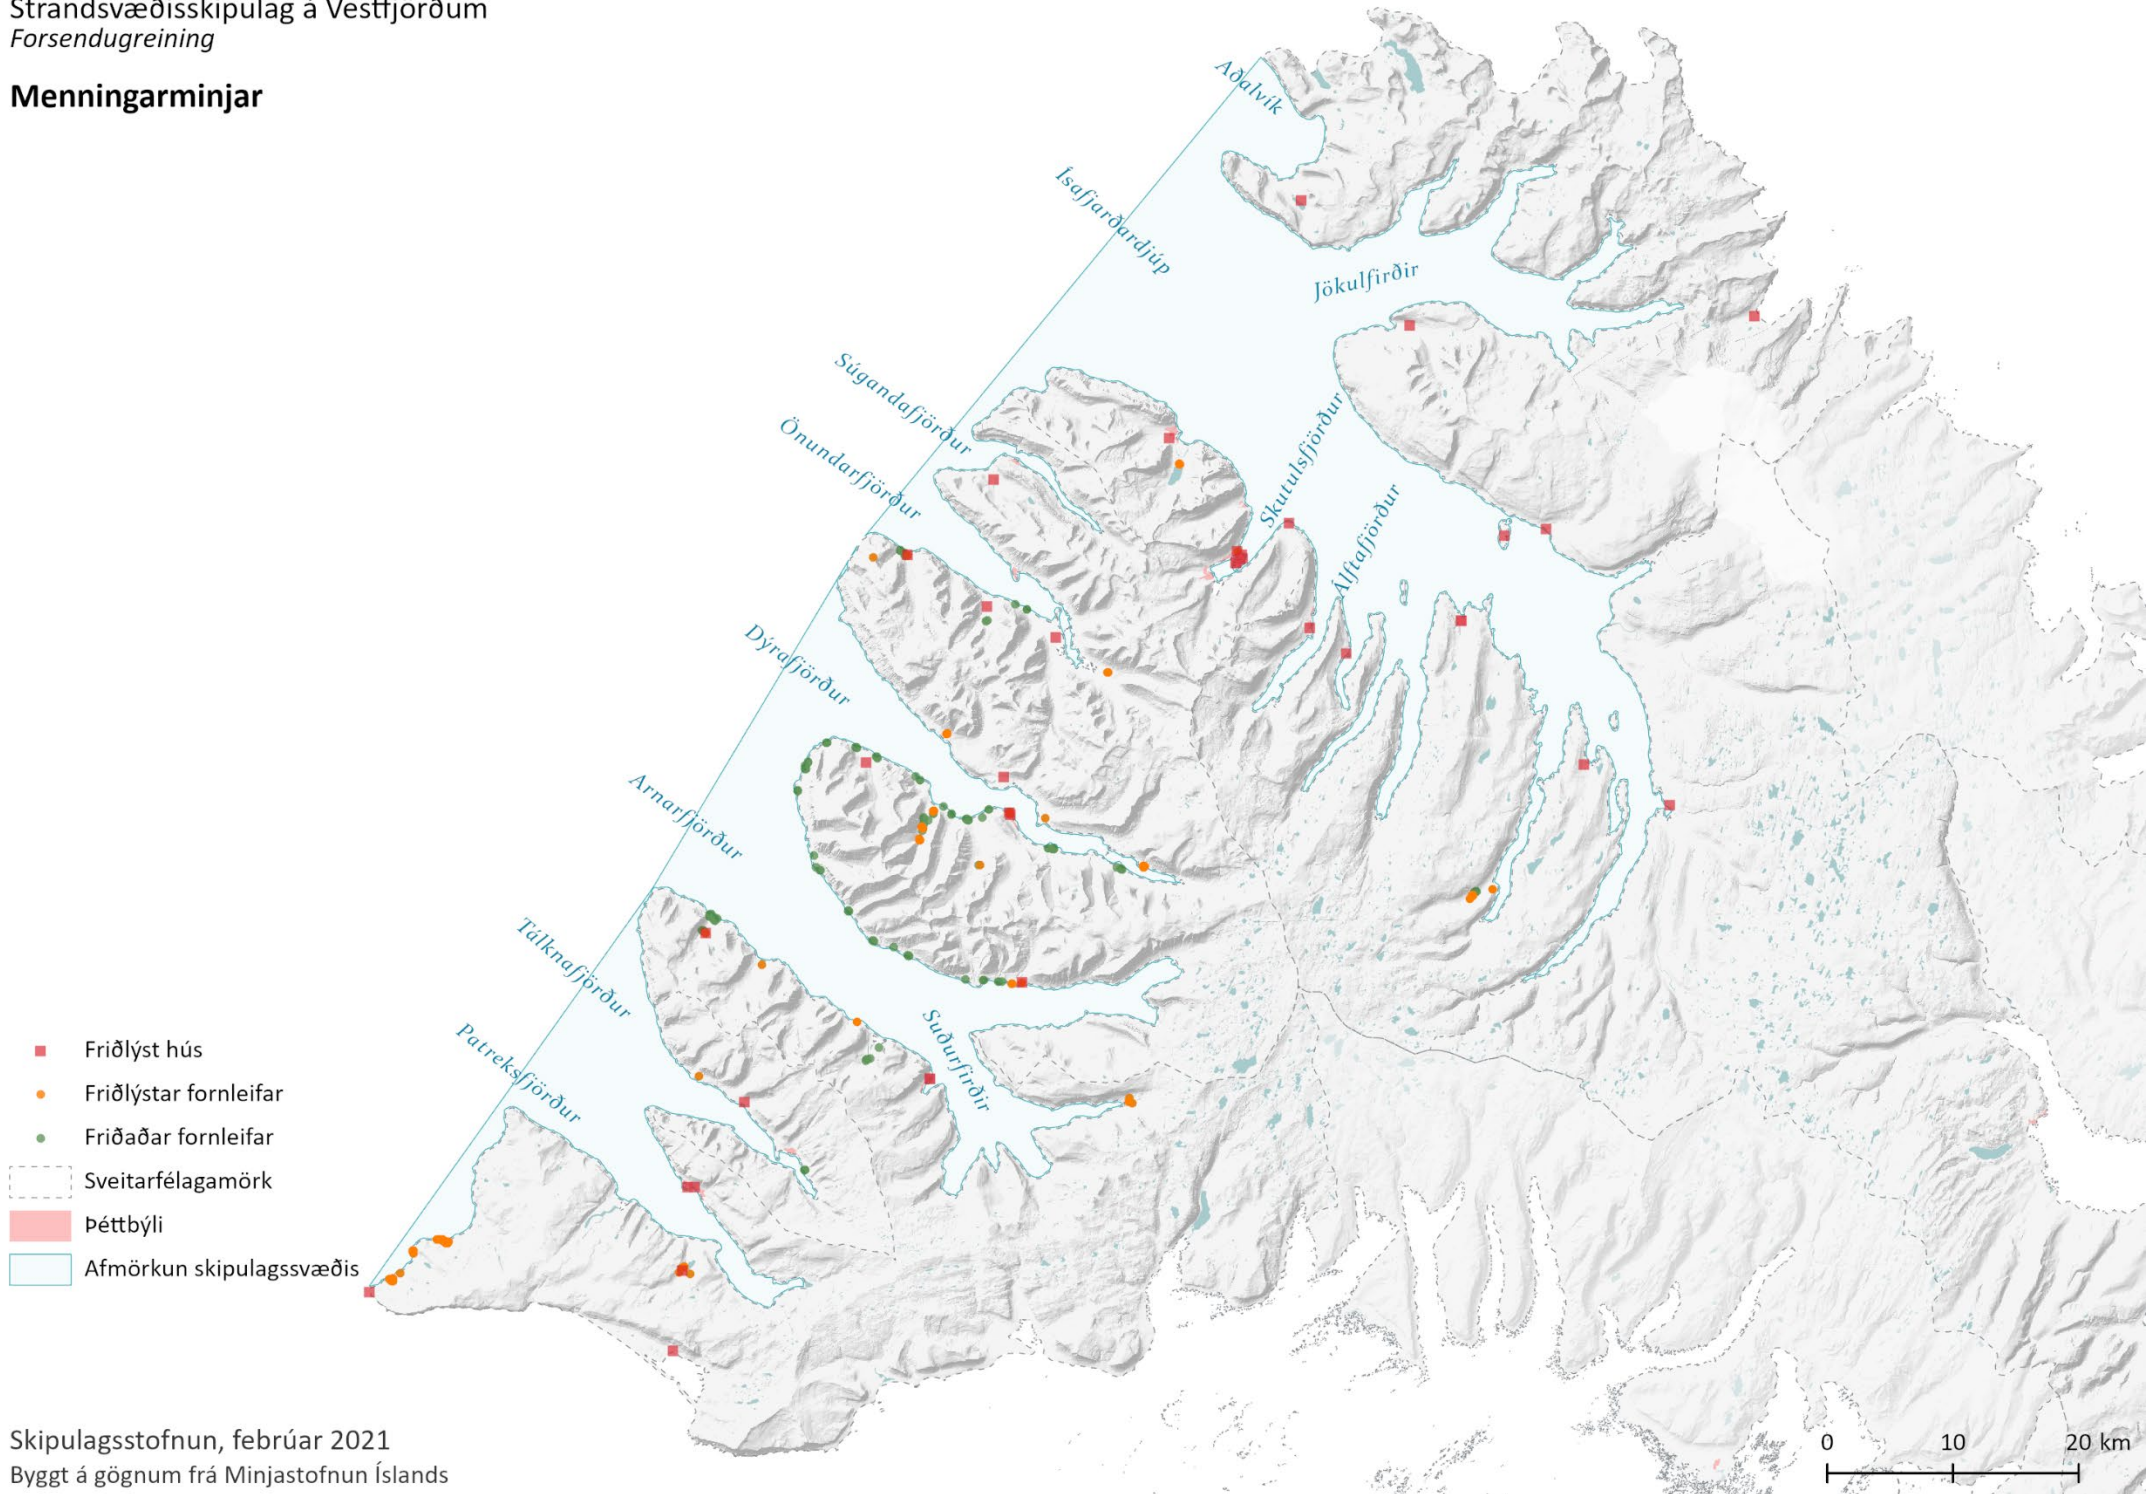 Strandsvæðisskipulag á Vestfjörðum
Forsendugreining
Menningarminjar
Aðalvík
Ísafjarðardjúp
Jökulfirðir
Súgandafjörður
Önundarfjörður
Skutulsfjörður
Álftafjörður
Dýrafjörður
Arnarfjörður
Tálknafjörður
Suðurfirðir
Patreksfjörður
Friðlýst hús
Friðlýstar fornleifar
Friðaðar fornleifar
Sveitarfélagamörk
Þéttbýli
Afmörkun skipulagssvæðis
Skipulagsstofnun, febrúar 2021
Byggt á gögnum frá Minjastofnun Íslands
0 10 20 km